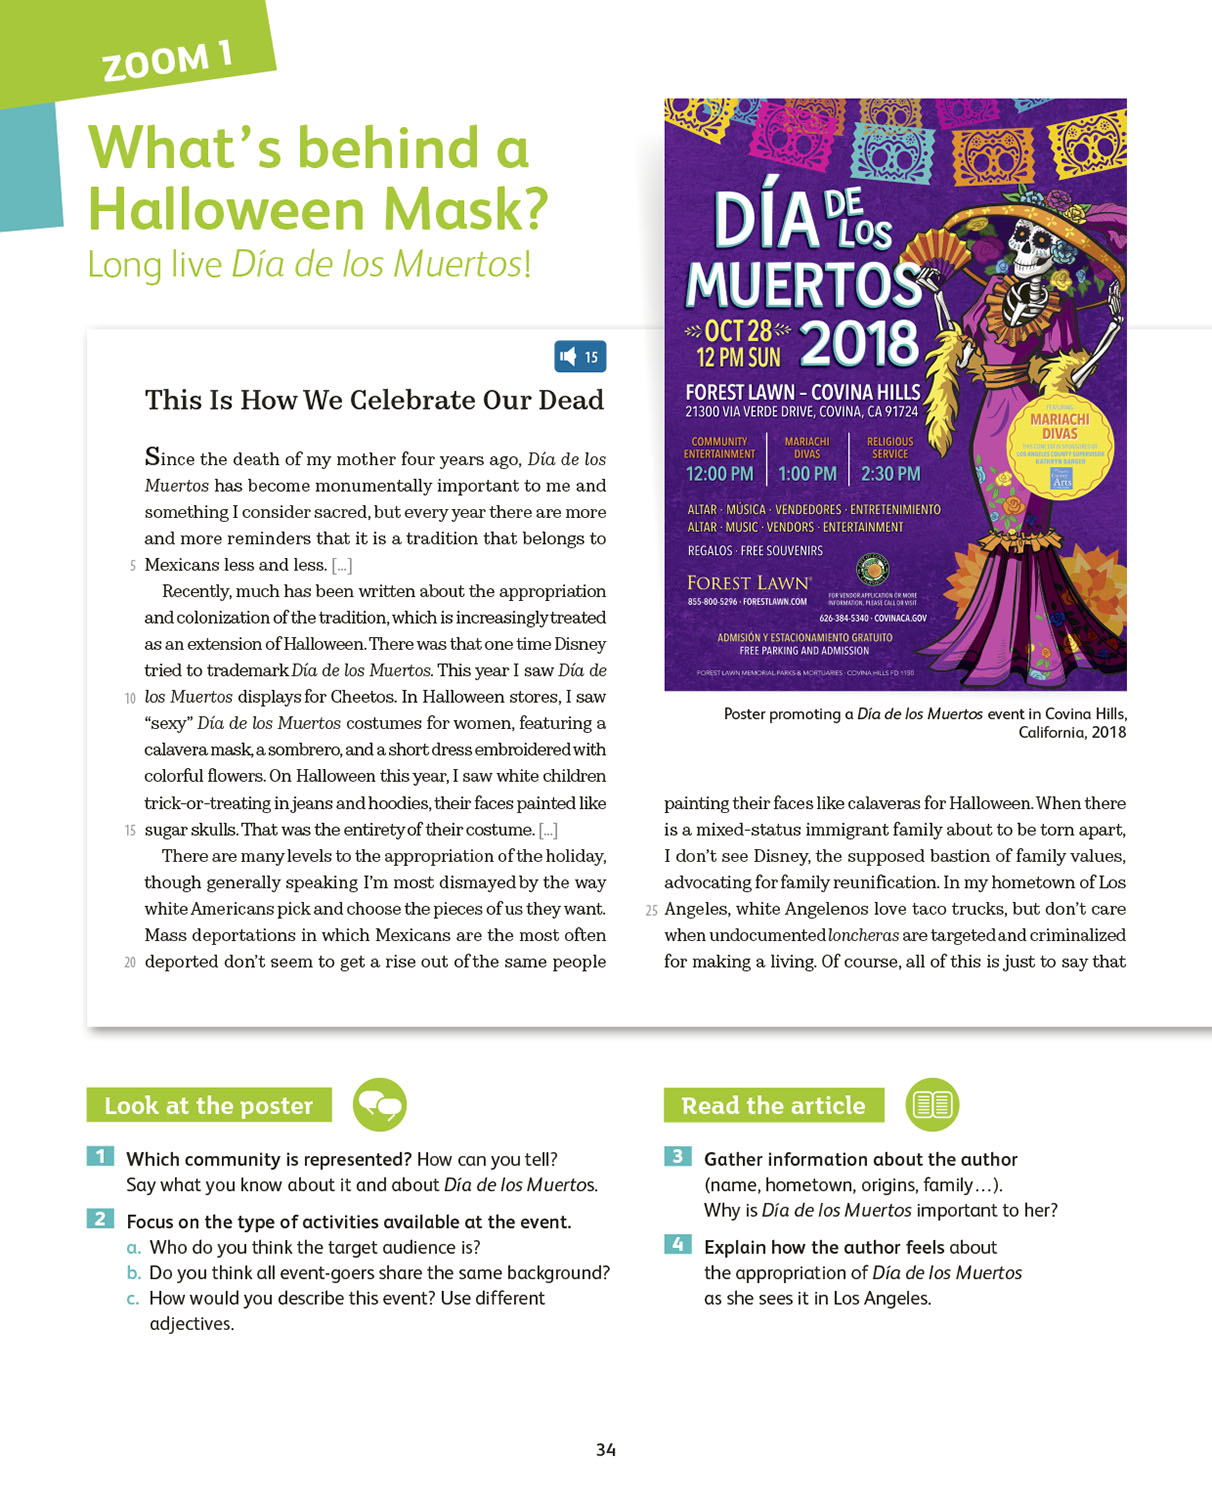 ZOOM 1
What's behind a
Halloween Mask?
Long live Día de los Muertos!
15
This Is How We Celebrate Our Dead
Since the death of my mother four years ago, Día de los
Muertos has become monumentally important to me and
something I consider sacred, but every year there are more
and more reminders that it is a tradition that belongs to
5 Mexicans less and less. [...]
Recently, much has been written about the appropriation
and colonization of the tradition, which is increasingly treated
as an extension of Halloween. There was that one time Disney
tried to trademark Día de los Muertos. This year I saw Día de
10 los Muertos displays for Cheetos. In Halloween stores, I saw
“sexy” Día de los Muertos costumes for women, featuring a
calavera mask, a sombrero, and a short dress embroidered with
colorful flowers. On Halloween this year, I saw white children
trick-or-treating in jeans and hoodies, their faces painted like
15 sugar skulls. That was the entirety of their costume. [...]
There are many levels to the appropriation of the holiday,
though generally speaking I'm most dismayed by the way
white Americans pick and choose the pieces of us they want.
Mass deportations in which Mexicans are the most often
20 deported don't seem to get a rise out of the same people
DÍA DE LOS
MUERTOS
OCT 28
12 PM SUN
2018
FOREST LAWN – COVINA HILLS
21300 VIA VERDE DRIVE, COVINA, CA 91724
COMMUNITY ENTERTAINMENT
12:00 PM
MARIACHI DIVAS
1:00 PM
RELIGIOUS SERVICE
2:30 PM
FEATURING
MARIACHI
DIVAS
THIS CONCERT IS SPONSORED BY
LOS ANGELES COUNTY SUPERVISOR
KATHRYN BARGER
Arts
ALTAR · MÚSICA · VENDEDORES · ENTRETENIMIENTO
ALTAR · MUSIC · VENDORS · ENTERTAINMENT
REGALOS · FREE SOUVENIRS
FOREST LAWN®
855-800-5296 · FORESTLAWN.COM
FOR VENDOR APPLICATION OR MORE
INFORMATION, PLEASE CALL OR VISIT
626-384-5340 · COVINACA.GOV
ADMISIÓN Y ESTACIONAMIENTO GRATUITO
FREE PARKING AND ADMISSION
FOREST LAWN MEMORIAL PARKS & MORTUARIES · COVINA HILLS FD 1150
Poster promoting a Día de los Muertos event in Covina Hills,
California, 2018
painting their faces like calaveras for Halloween. When there
is a mixed-status immigrant family about to be torn apart,
I don't see Disney, the supposed bastion of family values,
advocating for family reunification. In my hometown of Los
25 Angeles, white Angelenos love taco trucks, but don't care
when undocumented loncheras are targeted and criminalized
for making a living. Of course, all of this is just to say that
Look at the poster
1 Which community is represented? How can you tell?
Say what you know about it and about Día de los Muertos.
2 Focus on the type of activities available at the event.
a. Who do you think the target audience is?
b. Do you think all event-goers share the same background?
c. How would you describe this event? Use different
adjectives.
Read the article
3 Gather information about the author
(name, hometown, origins, family...).
Why is Día de los Muertos important to her?
4 Explain how the author feels about
the appropriation of Día de los Muertos
as she sees it in Los Angeles.
34